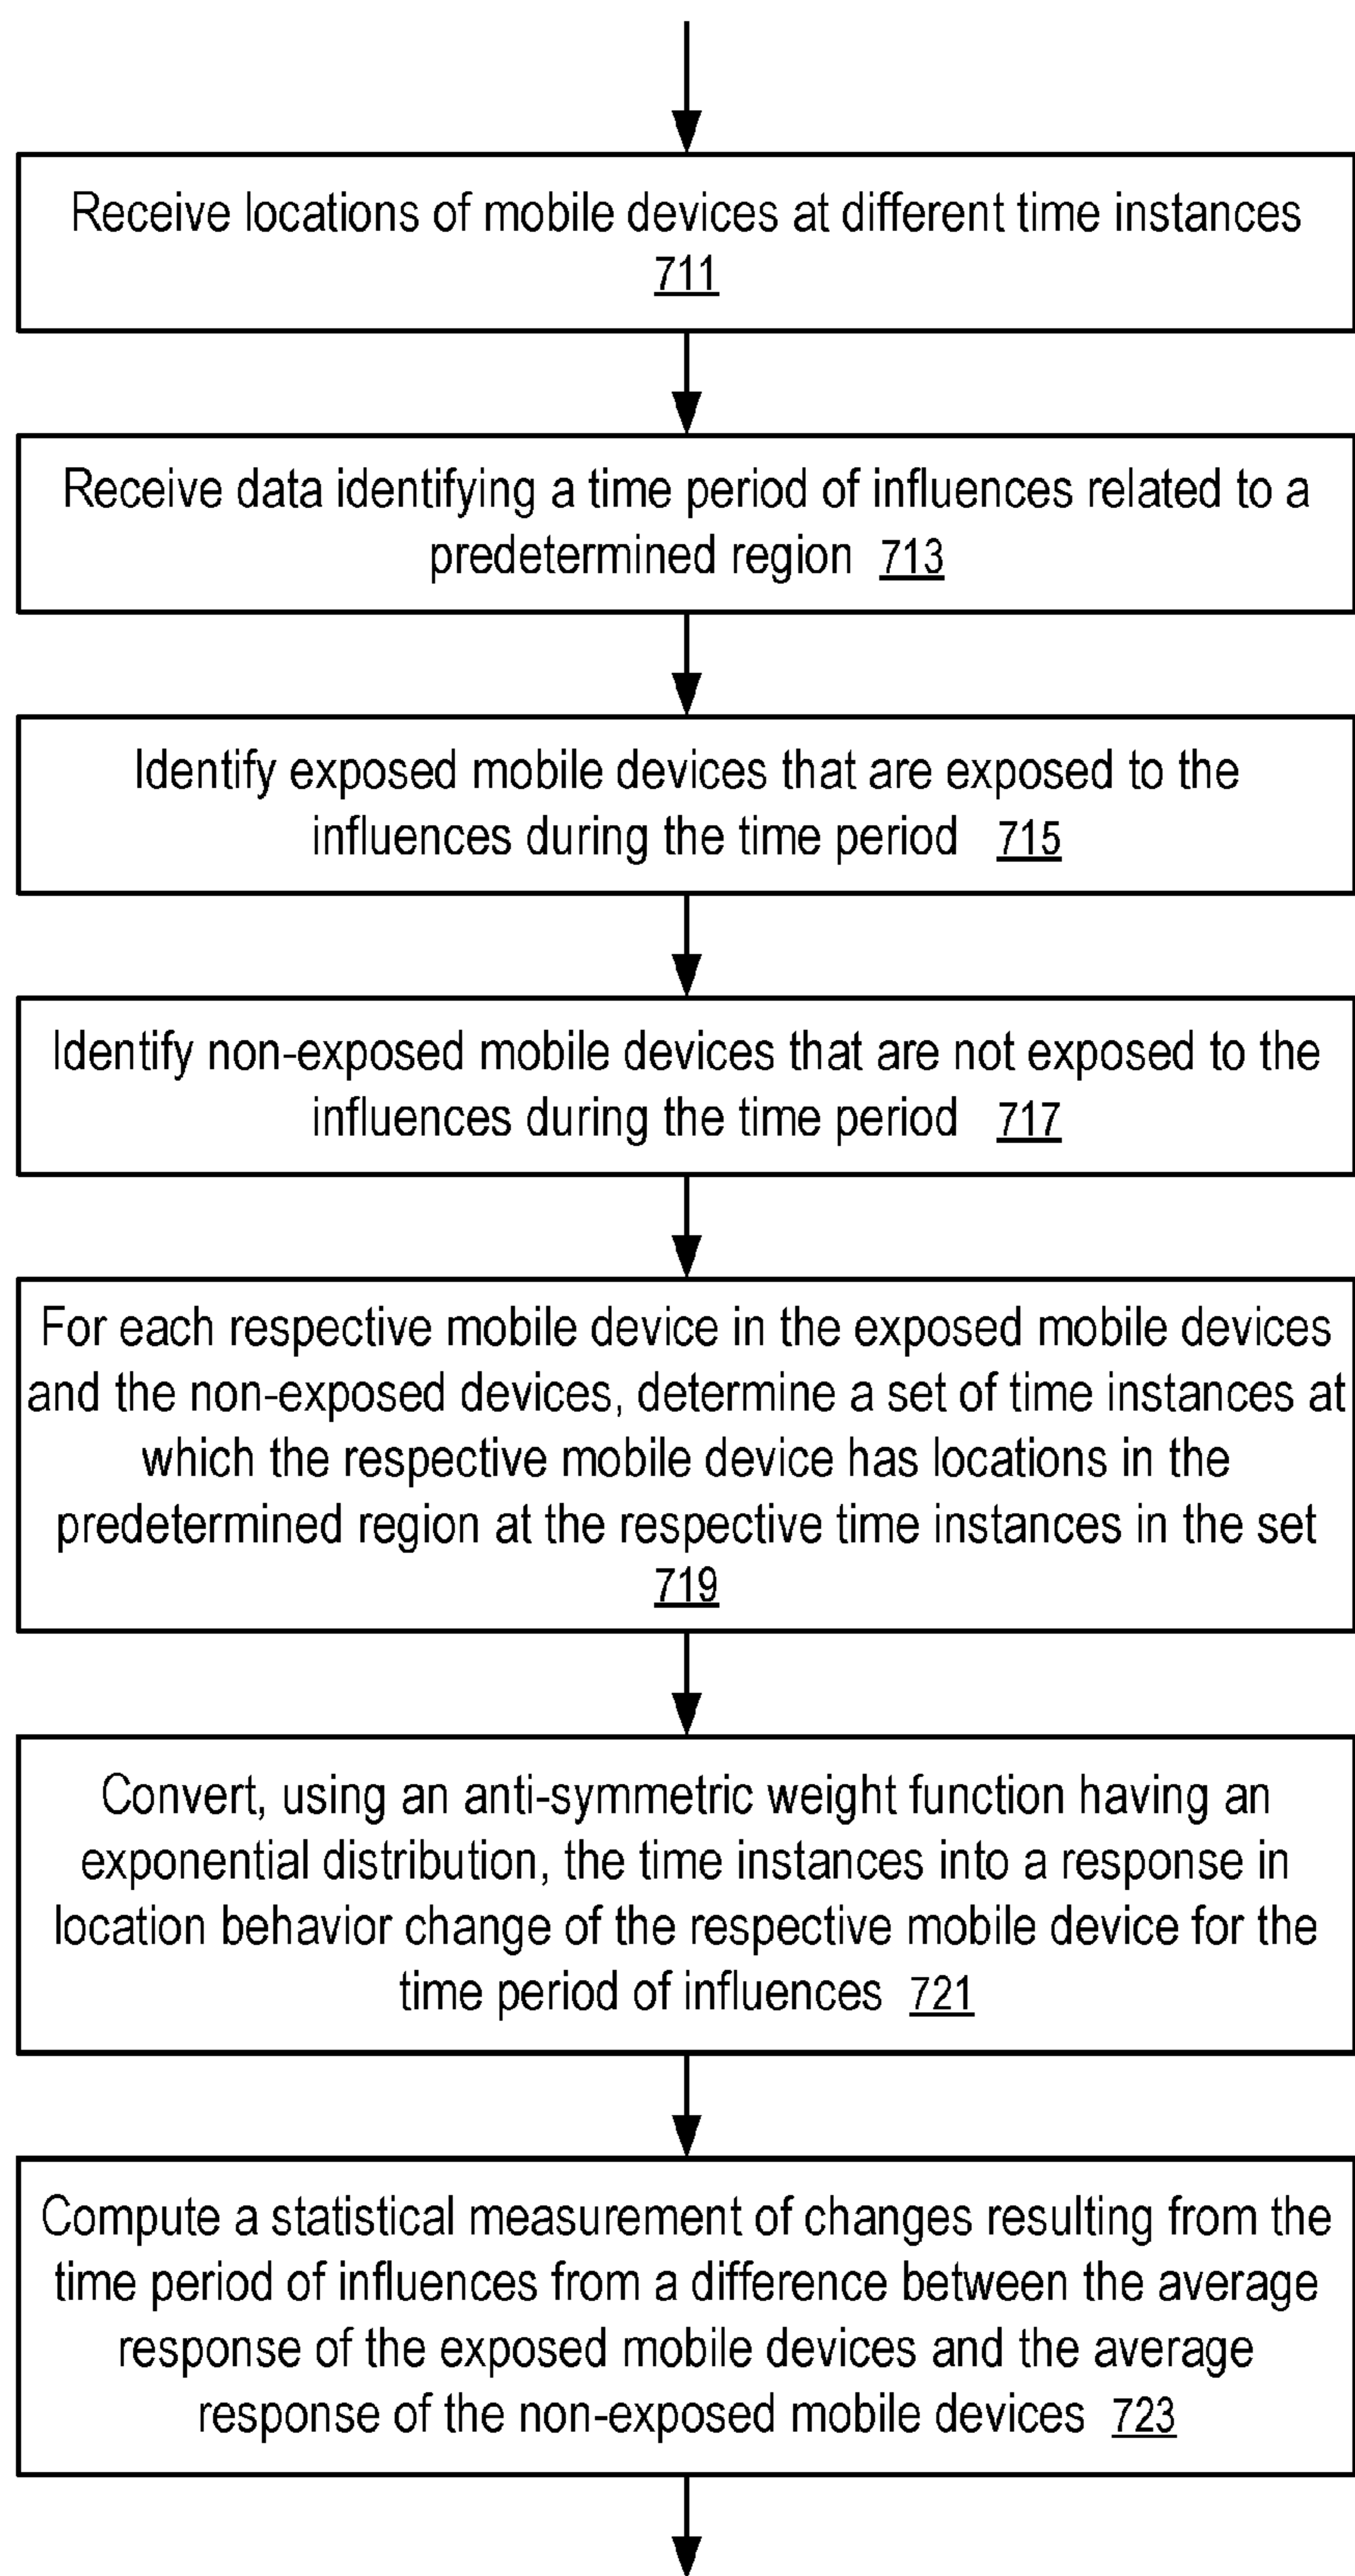 Receive locations of mobile devices at different time instances
711
Receive data identifying a time period of influences related to a
predetermined region 713
Identify exposed mobile devices that are exposed to the
influences during the time period 715
Identify non-exposed mobile devices that are not exposed to the
influences during the time period 717
For each respective mobile device in the exposed mobile devices
and the non-exposed devices, determine a set of time instances at
which the respective mobile device has locations in the
predetermined region at the respective time instances in the set
719
Convert, using an anti-symmetric weight function having an
exponential distribution, the time instances into a response in
location behavior change of the respective mobile device for the
time period of influences 721
Compute a statistical measurement of changes resulting from the
time period of influences from a difference between the average
response of the exposed mobile devices and the average
response of the non-exposed mobile devices 723